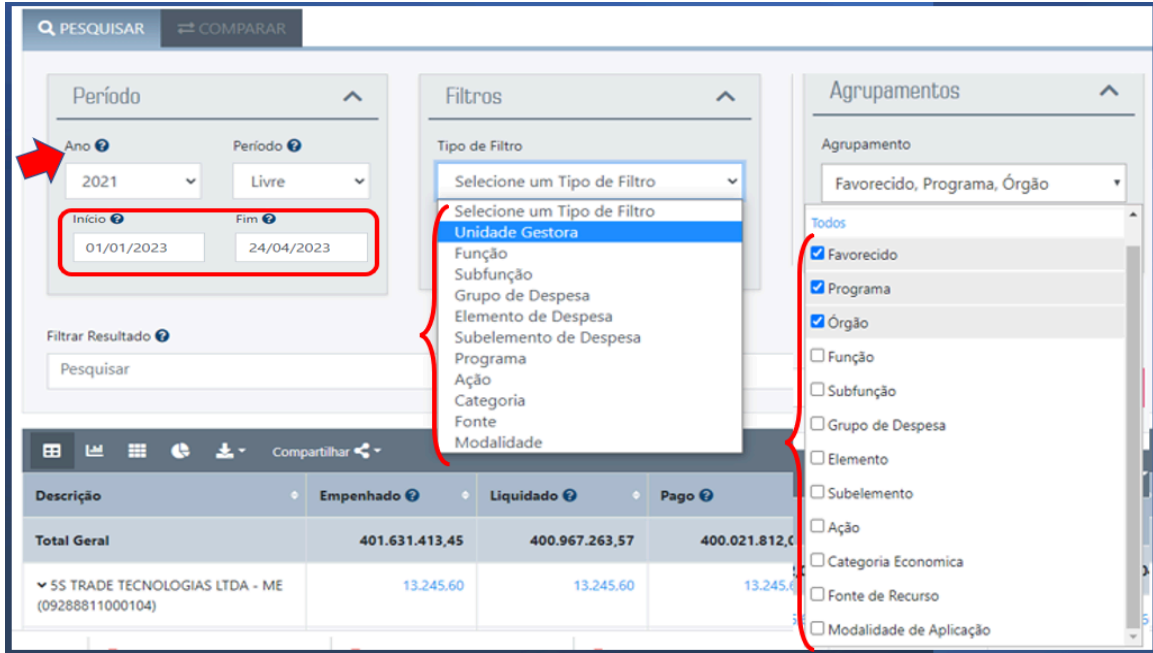 PESQUISAR
COMPARAR
Período
Ano
Período
2021
Livre
Início
Fim
01/01/2023
24/04/2023
Filtros
Tipo de Filtro
Selecione um Tipo de Filtro
Selecione um Tipo de Filtro
Unidade Gestora
Função
Subfunção
Grupo de Despesa
Elemento de Despesa
Subelemento de Despesa
Programa
Ação
Categoria
Fonte
Modalidade
Agrupamentos
Agrupamento
Favorecido, Programa, Órgão
Todos
Favorecido
Programa
Órgão
Função
Subfunção
Grupo de Despesa
Elemento
Subelemento
Ação
Categoria Economica
Fonte de Recurso
Modalidade de Aplicação
Filtrar Resultado
Pesquisar
Compartilhar
Descrição Empenhado Liquidado Pago
Total Geral 401.631.413,45 400.967.263,57 400.021.812,
5S TRADE TECNOLOGIAS LTDA - ME 13.245,60 13.245,60 13.245,
(09288811000104)